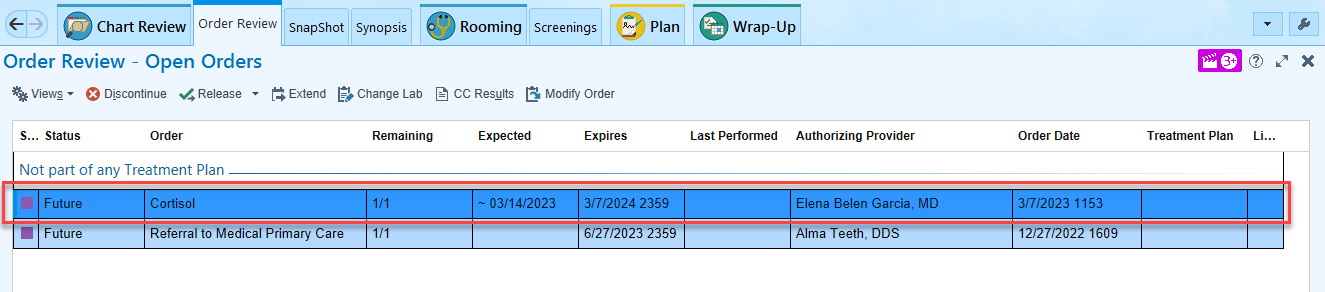 Chart Review Order Review SnapShot Synopsis Rooming Screenings Plan Wrap-Up
Order Review - Open Orders 3+ ?
Views Discontinue Release Extend Change Lab CC Results Modify Order
S... Status Order Remaining Expected Expires Last Performed Authorizing Provider Order Date Treatment Plan Li...
Not part of any Treatment Plan
Future Cortisol 1/1 ~ 03/14/2023 3/7/2024 2359 Elena Belen Garcia, MD 3/7/2023 1153
Future Referral to Medical Primary Care 1/1 6/27/2023 2359 Alma Teeth, DDS 12/27/2022 1609